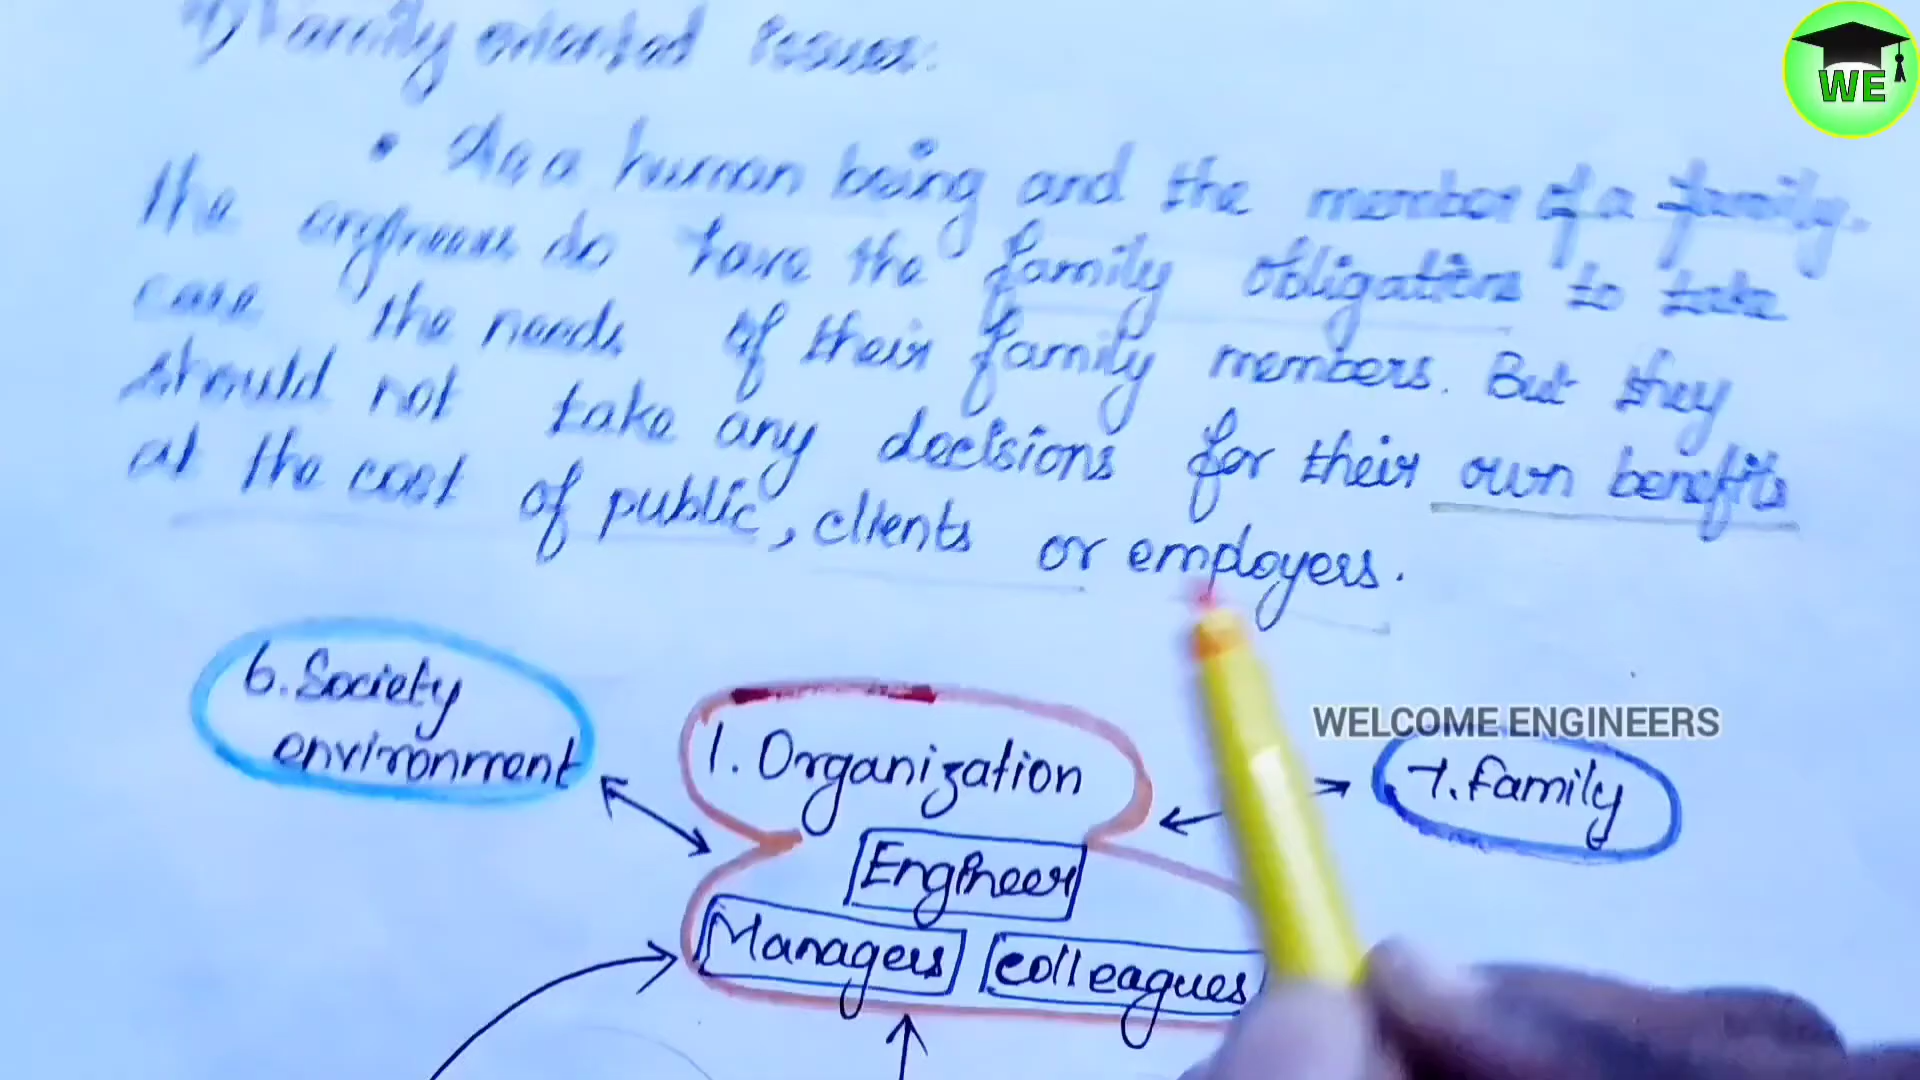 7) Family oriented issues:
WE
• As a human being and the member of a family.
the engineers do have the family obligations to take
care the needs of their family members. But they
should not take any decisions for their own benefits
at the cost of public, clients or employers.
6. Society
environment
1. Organization
WELCOME ENGINEERS
7. Family
Engineer
Managers
colleagues